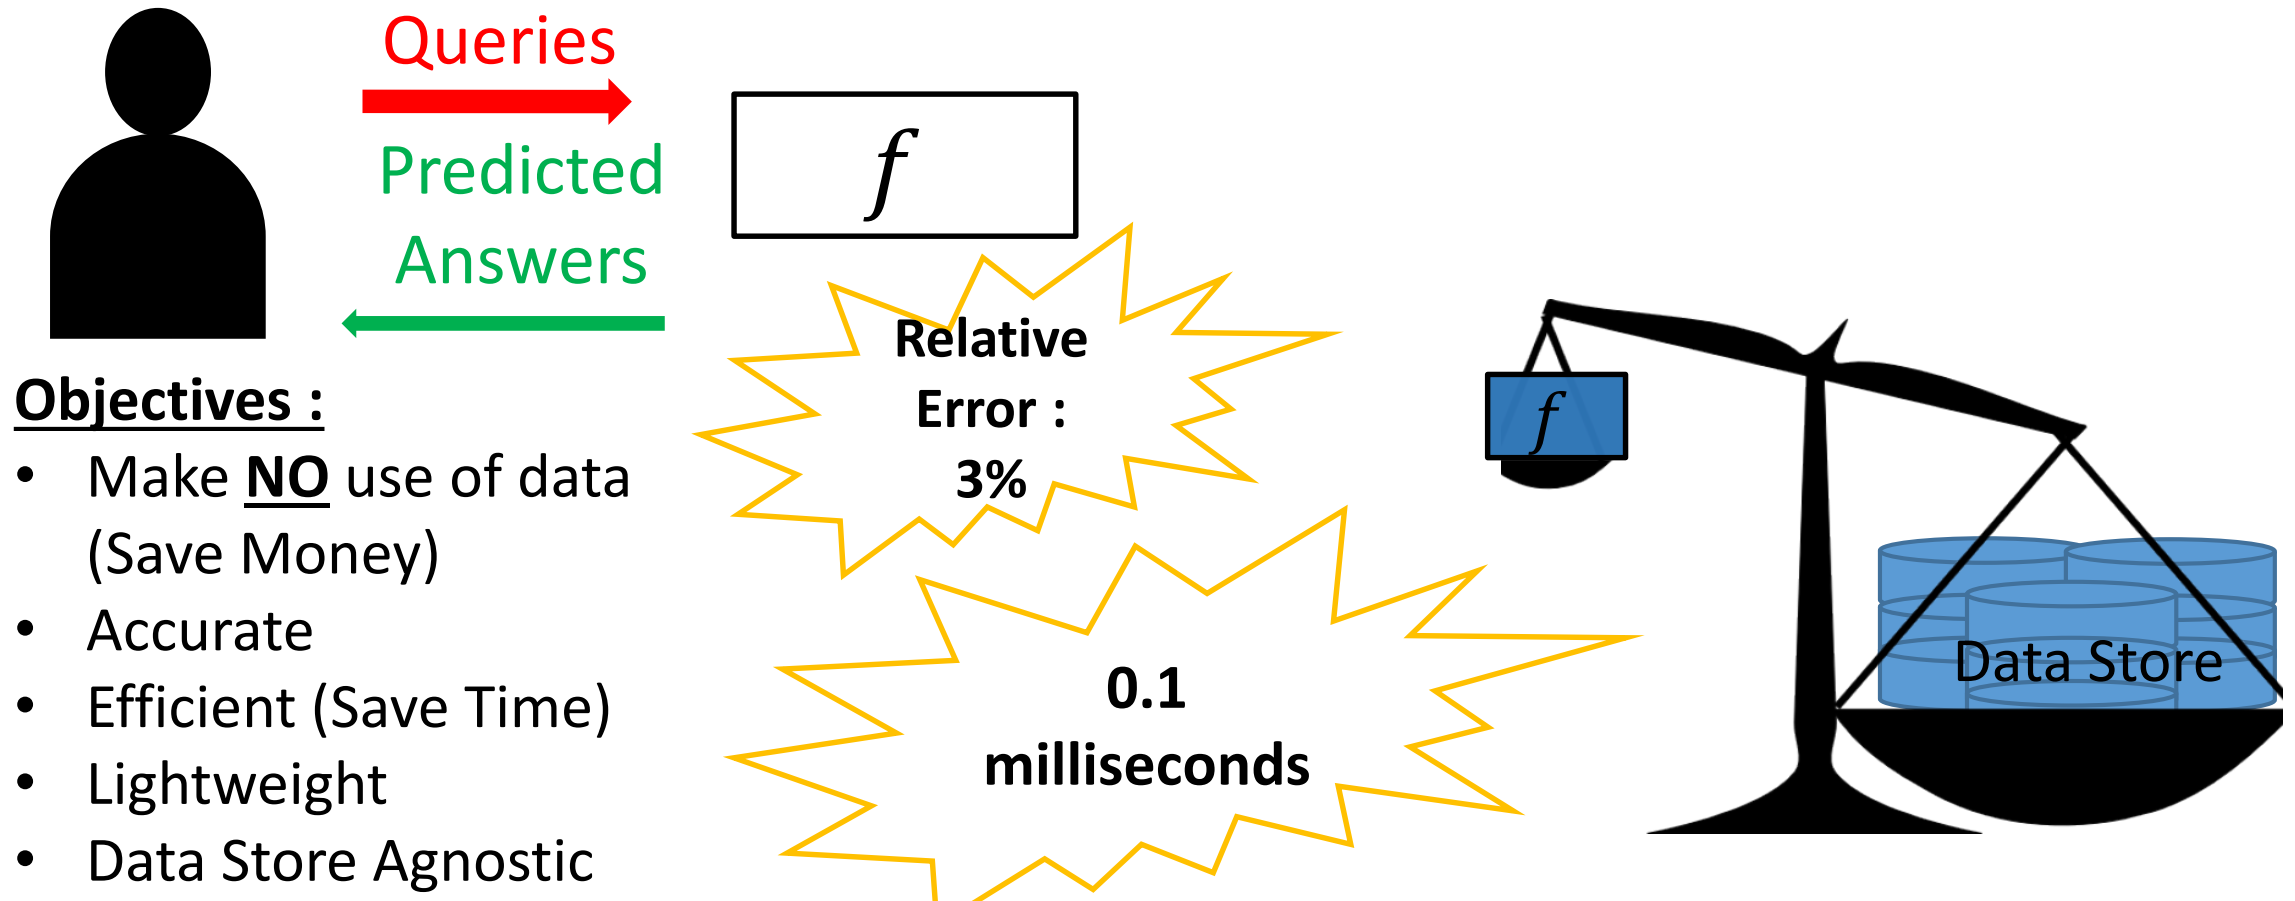 Queries
Predicted
Answers
f
Relative
Error :
3%
0.1
milliseconds
Objectives :
• Make NO use of data
(Save Money)
• Accurate
• Efficient (Save Time)
• Lightweight
• Data Store Agnostic
f
Data Store